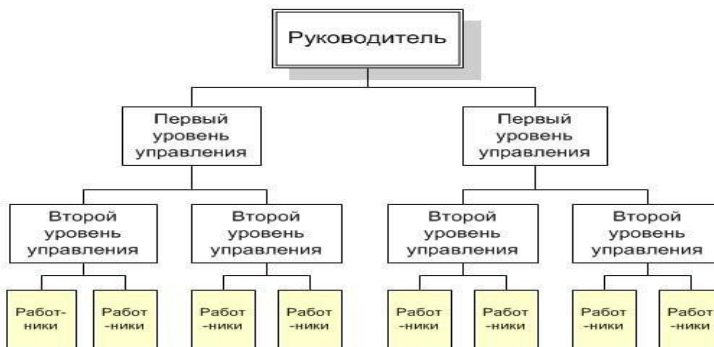 Руководитель
Первый
уровень
управления
Первый
уровень
управления
Второй
уровень
управления
Второй
уровень
управления
Второй
уровень
управления
Второй
уровень
управления
Работ-
ники
Работ
-ники
Работ
-ники
Работ
-ники
Работ
-ники
Работ
-ники
Работ
-ники
Работ
-ники